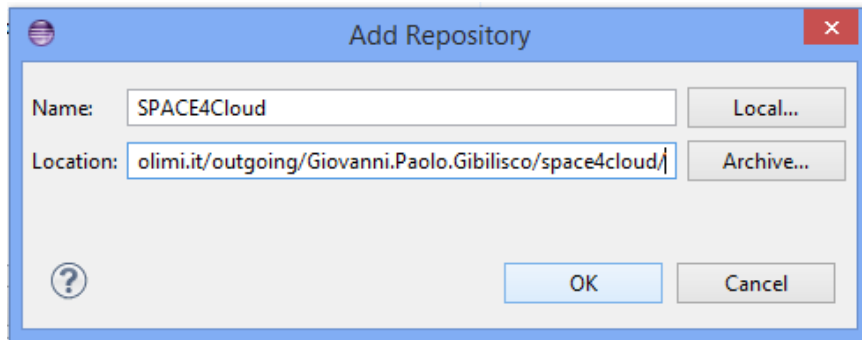 Add Repository
Name: SPACE4Cloud Local...
Location: olimi.it/outgoing/Giovanni.Paolo.Gibilisco/space4cloud/ Archive...
? OK Cancel